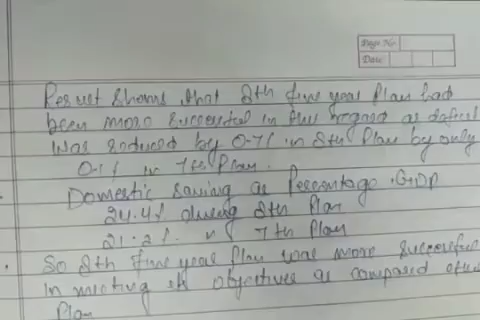 Page No.
Date
Result shows that 8th five year Plan had
been more successful in this regard as deficit
was reduced by 0.7% in 8th Plan by only
0.1% in 7th Plan.
Domestic Saving as Percentage GDP
24.4% during 8th Plan
21.2% 7th Plan
So 8th five year Plan was more successful
in meeting its objectives as compared
Plan